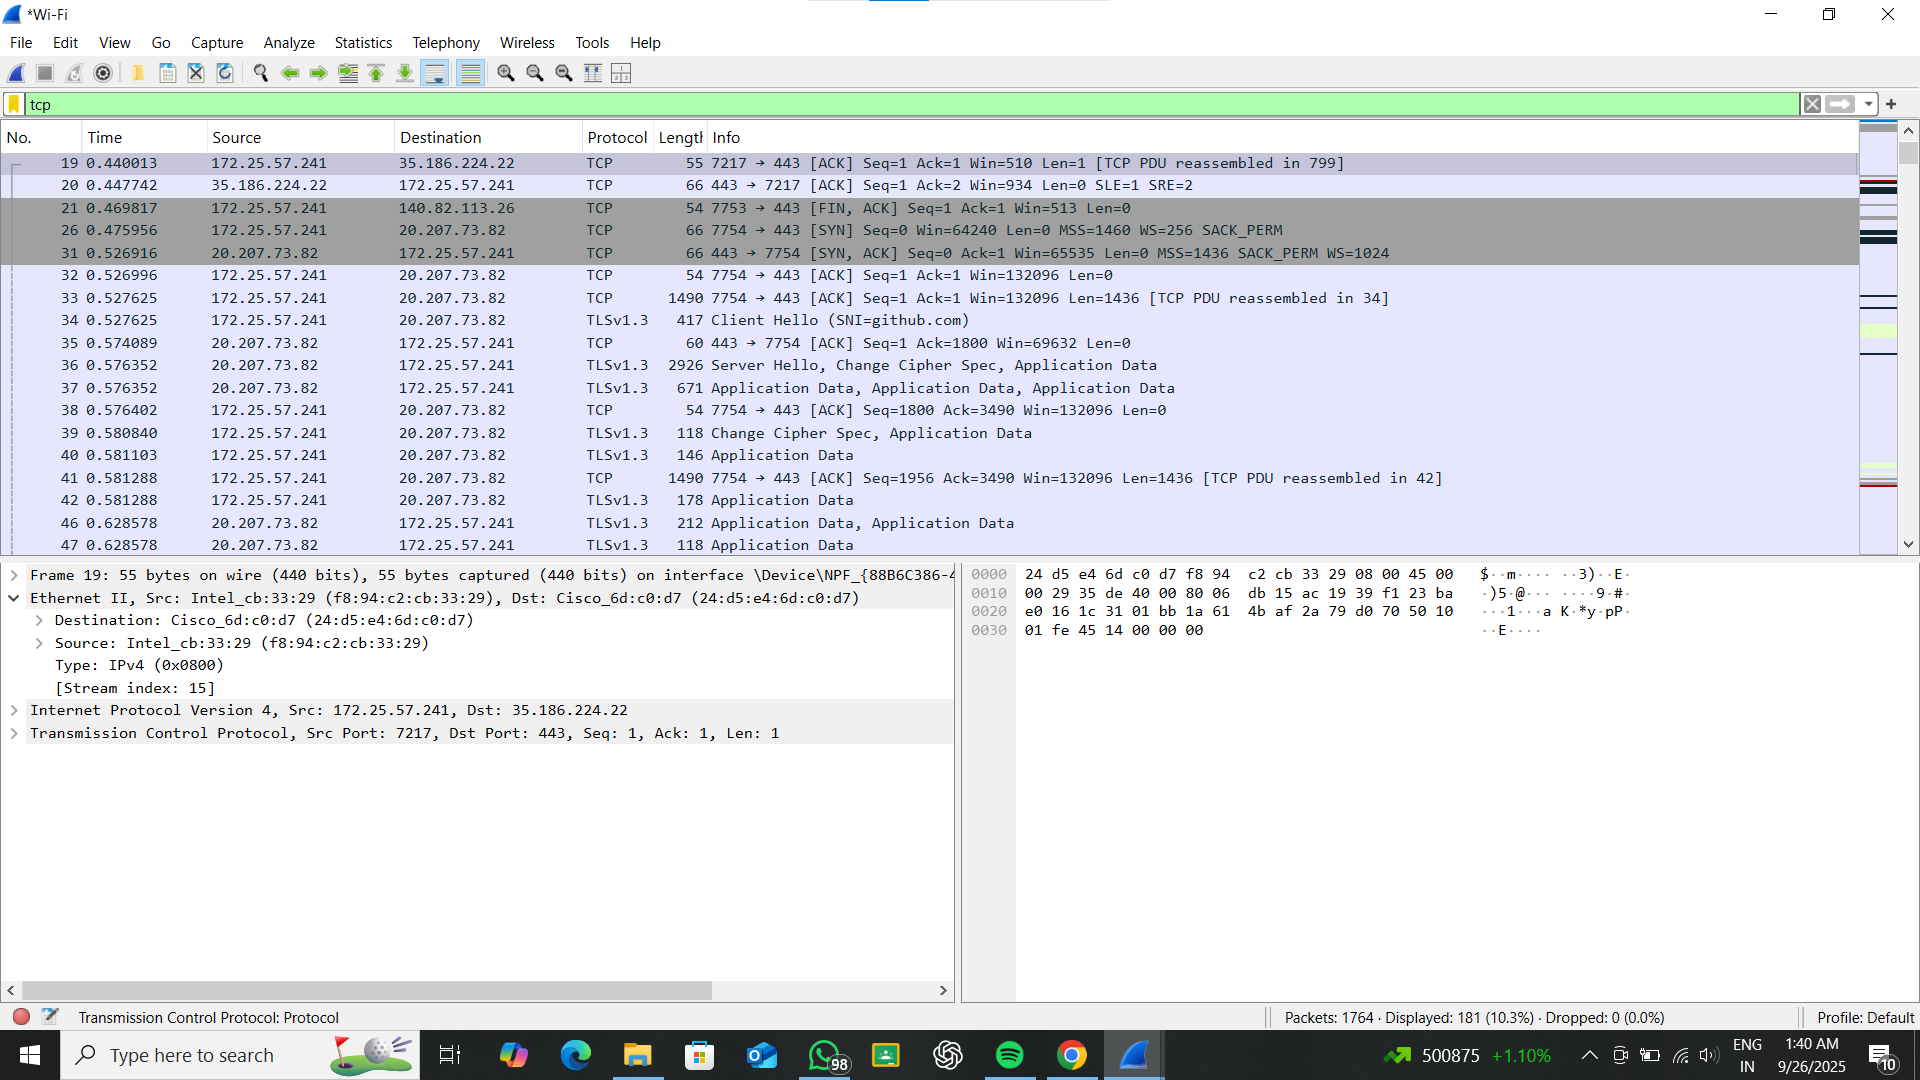 *Wi-Fi
File Edit View Go Capture Analyze Statistics Telephony Wireless Tools Help
tcp
No. Time Source Destination Protocol Length Info
19 0.440013 172.25.57.241 35.186.224.22 TCP 55 7217 → 443 [ACK] Seq=1 Ack=1 Win=510 Len=1 [TCP PDU reassembled in 799]
20 0.447742 35.186.224.22 172.25.57.241 TCP 66 443 → 7217 [ACK] Seq=1 Ack=2 Win=934 Len=0 SLE=1 SRE=2
21 0.469817 172.25.57.241 140.82.113.26 TCP 54 7753 → 443 [FIN, ACK] Seq=1 Ack=1 Win=513 Len=0
26 0.475956 172.25.57.241 20.207.73.82 TCP 66 7754 → 443 [SYN] Seq=0 Win=64240 Len=0 MSS=1460 WS=256 SACK_PERM
31 0.526916 20.207.73.82 172.25.57.241 TCP 66 443 → 7754 [SYN, ACK] Seq=0 Ack=1 Win=65535 Len=0 MSS=1436 SACK_PERM WS=1024
32 0.526996 172.25.57.241 20.207.73.82 TCP 54 7754 → 443 [ACK] Seq=1 Ack=1 Win=132096 Len=0
33 0.527625 172.25.57.241 20.207.73.82 TCP 1490 7754 → 443 [ACK] Seq=1 Ack=1 Win=132096 Len=1436 [TCP PDU reassembled in 34]
34 0.527625 172.25.57.241 20.207.73.82 TLSv1.3 417 Client Hello (SNI=github.com)
35 0.574089 20.207.73.82 172.25.57.241 TCP 60 443 → 7754 [ACK] Seq=1 Ack=1800 Win=69632 Len=0
36 0.576352 20.207.73.82 172.25.57.241 TLSv1.3 2926 Server Hello, Change Cipher Spec, Application Data
37 0.576352 20.207.73.82 172.25.57.241 TLSv1.3 671 Application Data, Application Data, Application Data
38 0.576402 172.25.57.241 20.207.73.82 TCP 54 7754 → 443 [ACK] Seq=1800 Ack=3490 Win=132096 Len=0
39 0.580840 172.25.57.241 20.207.73.82 TLSv1.3 118 Change Cipher Spec, Application Data
40 0.581103 172.25.57.241 20.207.73.82 TLSv1.3 146 Application Data
41 0.581288 172.25.57.241 20.207.73.82 TCP 1490 7754 → 443 [ACK] Seq=1956 Ack=3490 Win=132096 Len=1436 [TCP PDU reassembled in 42]
42 0.581288 172.25.57.241 20.207.73.82 TLSv1.3 178 Application Data
46 0.628578 20.207.73.82 172.25.57.241 TLSv1.3 212 Application Data, Application Data
47 0.628578 20.207.73.82 172.25.57.241 TLSv1.3 118 Application Data
Frame 19: 55 bytes on wire (440 bits), 55 bytes captured (440 bits) on interface \Device\NPF_{88B6C386-4
Ethernet II, Src: Intel_cb:33:29 (f8:94:c2:cb:33:29), Dst: Cisco_6d:c0:d7 (24:d5:e4:6d:c0:d7)
Destination: Cisco_6d:c0:d7 (24:d5:e4:6d:c0:d7)
Source: Intel_cb:33:29 (f8:94:c2:cb:33:29)
Type: IPv4 (0x0800)
[Stream index: 15]
Internet Protocol Version 4, Src: 172.25.57.241, Dst: 35.186.224.22
Transmission Control Protocol, Src Port: 7217, Dst Port: 443, Seq: 1, Ack: 1, Len: 1
0000 24 d5 e4 6d c0 d7 f8 94 c2 cb 33 29 08 00 45 00 $··m···· ··3)··E·
0010 00 29 35 de 40 00 80 06 db 15 ac 19 39 f1 23 ba ·)5·@··· ····9·#·
0020 e0 16 1c 31 01 bb 1a 61 4b af 2a 79 d0 70 50 10 ···1···a K·*y·pP·
0030 01 fe 45 14 00 00 00 ··E····
Transmission Control Protocol: Protocol
Packets: 1764 · Displayed: 181 (10.3%) · Dropped: 0 (0.0%)
Profile: Default
Type here to search
98
500875 +1.10%
ENG
IN
1:40 AM
9/26/2025
10